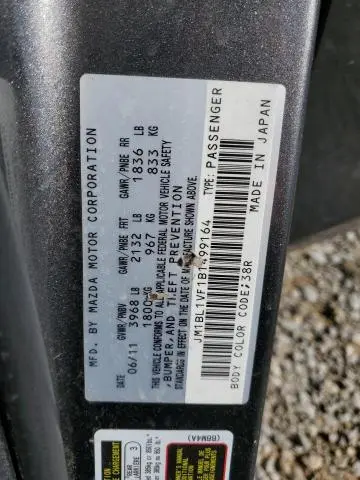 MFD. BY MAZDA MOTOR CORPORATION
GVWR/PNBV GAWR/PNBE FRT GAWR/PNBE RR
06/11 3968 LB 2132 LB 1836 LB
1800 KG 967 KG 833 KG
THIS VEHICLE CONFORMS TO ALL APPLICABLE FEDERAL MOTOR VEHICLE SAFETY
,BUMPER,AND THEFT PREVENTION
STANDARDS IN EFFECT ON THE DATE OF MANUFACTURE SHOWN ABOVE.
JM1BL1VF1B1499164 TYPE: PASSENGER
BODY COLOR CODE;38R MADE IN JAPAN
(BBM4A)
REAR 3